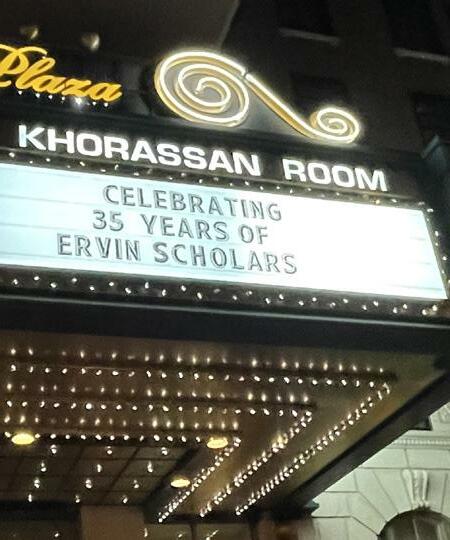 Plaza
KHORASSAN ROOM
CELEBRATING
35 YEARS OF
ERVIN SCHOLARS